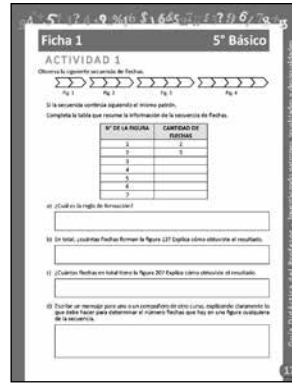 Ficha 1
5° Básico
ACTIVIDAD 1
Observa la siguiente secuencia de flechas.
Fig. 1 Fig. 2 Fig. 3 Fig. 4
Si la secuencia continúa siguiendo el mismo patrón.
Completa la tabla que resume la información de la secuencia de flechas.
N° DE LA FIGURA
CANTIDAD DE FLECHAS
1 2
2 3
3
4
5
6
7
a) ¿Cuál es la regla de formación?
b) En total, ¿cuántas flechas forman la figura 13? Explica cómo obtuviste el resultado.
c) ¿Cuántas flechas en total tiene la figura 20? Explica cómo obtuviste el resultado.
d) Escribe un mensaje para una o un compañero de otro curso, explicando claramente lo
que debe hacer para determinar el número flechas que hay en una figura cualquiera
de la secuencia.
Guía Didáctica del Profesor